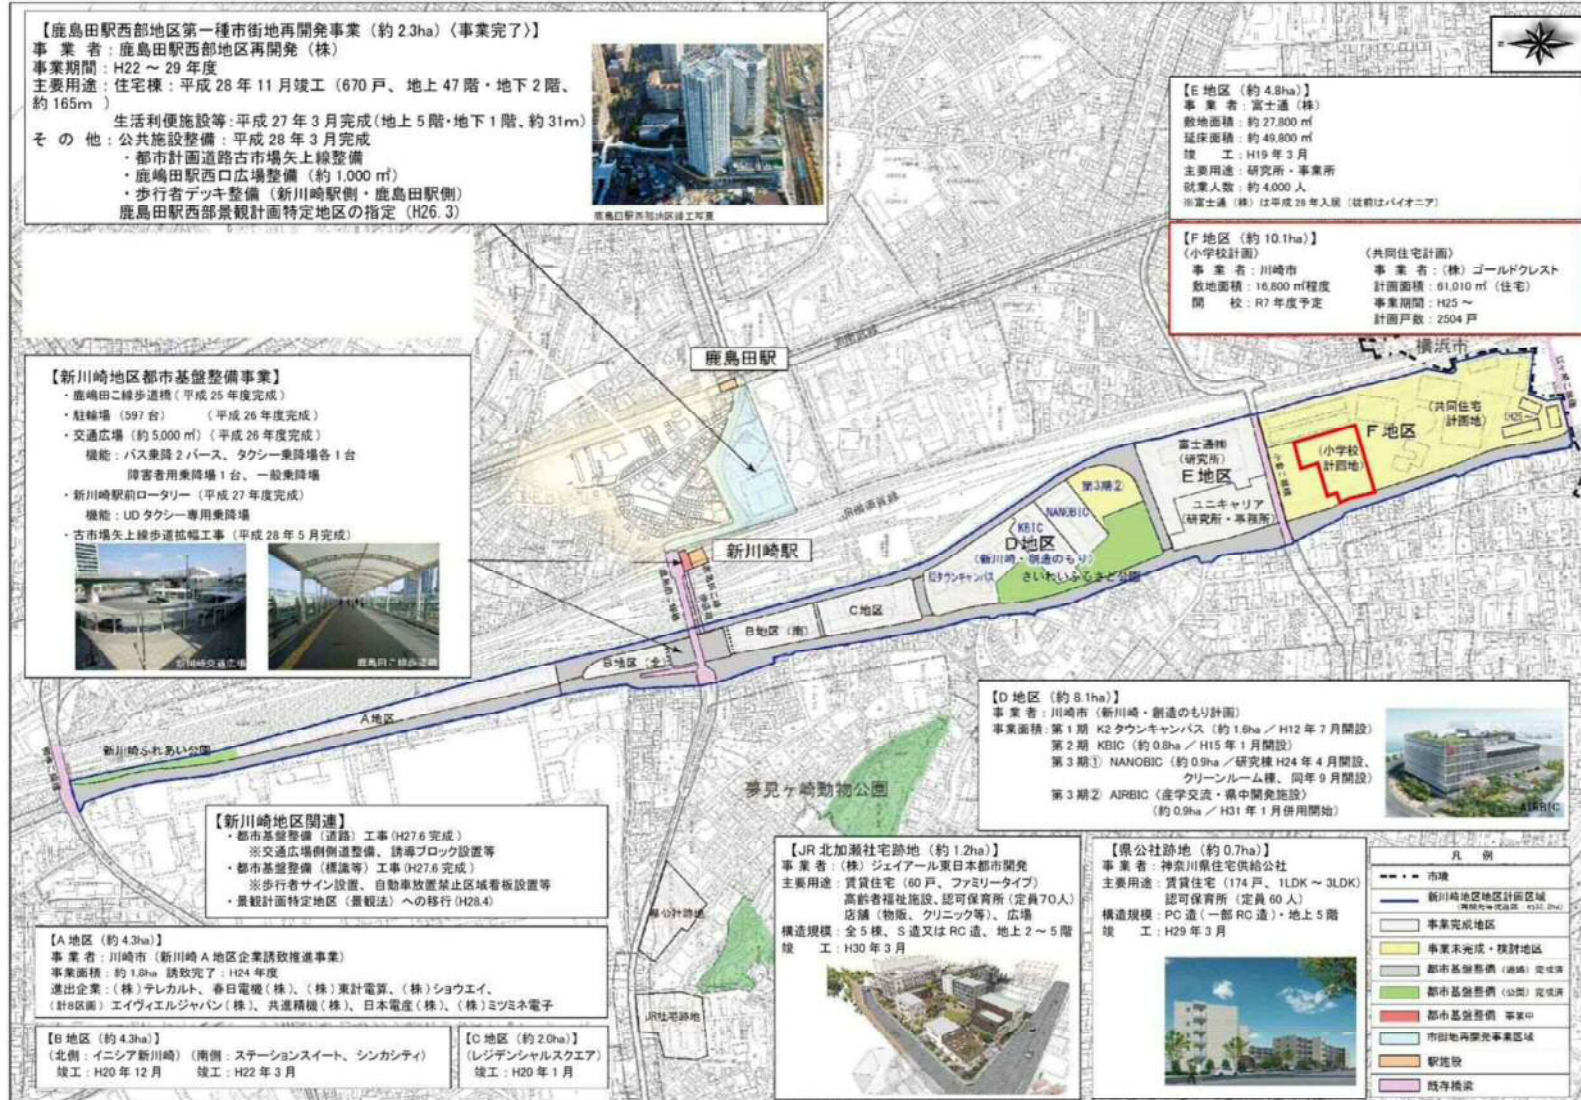 【鹿島田駅西部地区第一種市街地再開発事業（約2.3ha）〈事業完了〉】
事業者：鹿島田駅西部地区再開発（株）
事業期間：H22～29年度
主要用途：住宅棟：平成28年11月竣工（670戸、地上47階・地下2階、
約165m ）
生活利便施設等：平成27年3月完成（地上5階・地下1階、約31m）
その他：公共施設整備：平成28年3月完成
・都市計画道路古市場矢上線整備
・鹿嶋田駅西口広場整備（約1,000㎡）
・歩行者デッキ整備（新川崎駅側・鹿島田駅側）
鹿島田駅西部景観計画特定地区の指定（H26.3）
鹿島田駅西部地区竣工写真
【E地区（約4.8ha）】
事業者：富士通（株）
敷地面積：約27,800㎡
延床面積：約49,800㎡
竣工：H19年3月
主要用途：研究所・事業所
就業人数：約4,000人
※富士通（株）は平成28年入居（従前はパイオニア）
【F地区（約10.1ha）】
〈小学校計画〉
事業者：川崎市
敷地面積：16,800㎡程度
開校：R7年度予定
〈共同住宅計画〉
事業者：（株）ゴールドクレスト
計画面積：61,010㎡（住宅）
事業期間：H25～
計画戸数：2504戸
横浜市
鹿島田駅
【新川崎地区都市基盤整備事業】
・鹿嶋田こ線歩道橋（平成25年度完成）
・駐輪場（597台）　（平成26年度完成）
・交通広場（約5,000㎡）（平成26年度完成）
機能：バス乗降2バース、タクシー乗降場各1台
障害者用乗降場1台、一般乗降場
・新川崎駅前ロータリー（平成27年度完成）
機能：UDタクシー専用乗降場
・古市場矢上線歩道拡幅工事（平成28年5月完成）
新川崎交通広場
鹿島田こ線歩道橋
新川崎駅
JR横須賀線
F地区
（共同住宅
計画地）
（H25～
（小学校
計画地）
富士通㈱
（研究所）
E地区
ユニキャリア
（研究所・事務所）
第3期②
NANOBIC
KBIC
D地区
（新川崎・創造のもり）
K2タウンキャンパス
さいわいふるさと公園
C地区
B地区（南）
B地区（北）
A地区
新川崎ふれあい公園
夢見ヶ崎動物公園
県公社跡地
JR社宅跡地
【D地区（約8.1ha）】
事業者：川崎市（新川崎・創造のもり計画）
事業面積：第1期 K2タウンキャンパス（約1.6ha／H12年7月開設）
第2期 KBIC（約0.8ha／H15年1月開設）
第3期① NANOBIC（約0.9ha／研究棟H24年4月開設、
クリーンルーム棟、同年9月開設）
第3期② AIRBIC〈産学交流・県中開発施設〉
（約0.9ha／H31年1月併用開始）
AIRBIC
【新川崎地区関連】
・都市基盤整備（道路）工事（H27.6完成）
※交通広場側側道整備、誘導ブロック設置等
・都市基盤整備（標識等）工事（H27.6完成）
※歩行者サイン設置、自動車放置禁止区域看板設置等
・景観計画特定地区（景観法）への移行（H28.4）
【A地区（約4.3ha）】
事業者：川崎市（新川崎A地区企業誘致推進事業）
事業面積：約1.8ha 誘致完了：H24年度
進出企業：（株）テレカルト、春日電機（株）、（株）東計電算、（株）ショウエイ、
（計8区画）エイヴィエルジャパン（株）、共進精機（株）、日本電産（株）、（株）ミツミネ電子
【B地区（約4.3ha）】
（北側：イニシア新川崎）（南側：ステーションスイート、シンカシティ）
竣工：H20年12月　竣工：H22年3月
【C地区（約2.0ha）】
（レジデンシャルスクエア）
竣工：H20年1月
【JR北加瀬社宅跡地（約1.2ha）】
事業者：（株）ジェイアール東日本都市開発
主要用途：賃貸住宅（60戸、ファミリータイプ）
高齢者福祉施設、認可保育所（定員70人）
店舗（物販、クリニック等）、広場
構造規模：全5棟、S造又はRC造、地上2～5階
竣工：H30年3月
【県公社跡地（約0.7ha）】
事業者：神奈川県住宅供給公社
主要用途：賃貸住宅（174戸、1LDK～3LDK）
認可保育所（定員60人）
構造規模：PC造（一部RC造）・地上5階
竣工：H29年3月
凡例
市境
新川崎地区地区計画区域
事業完成地区
事業未完成・検討地区
都市基盤整備（道路）完成済
都市基盤整備（公園）完成済
都市基盤整備 事業中
市街地再開発事業区域
駅施設
既存橋梁